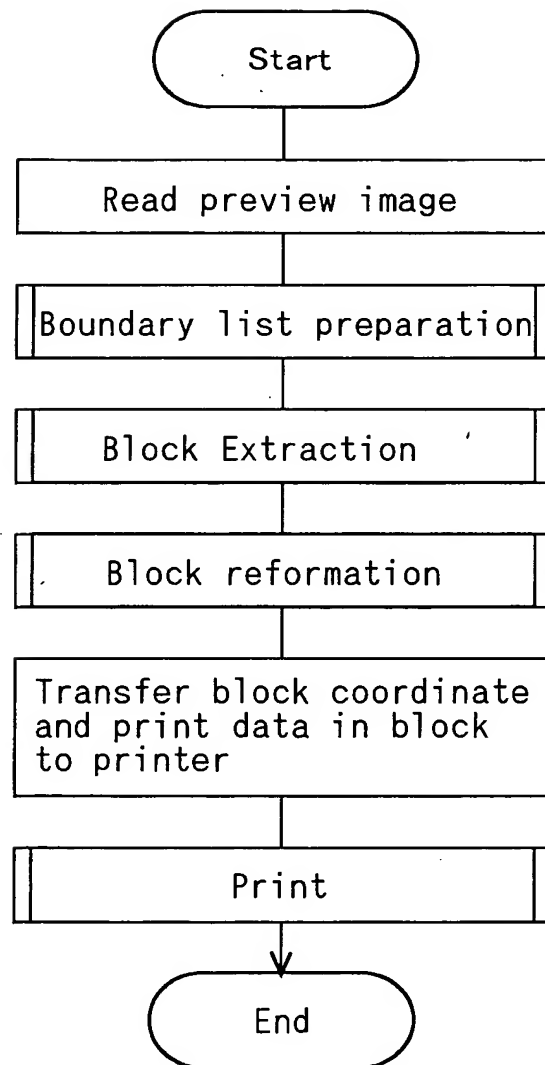 Start
Read preview image
Boundary list preparation
Block Extraction
Block reformation
Transfer block coordinate
and print data in block
to printer
Print
End